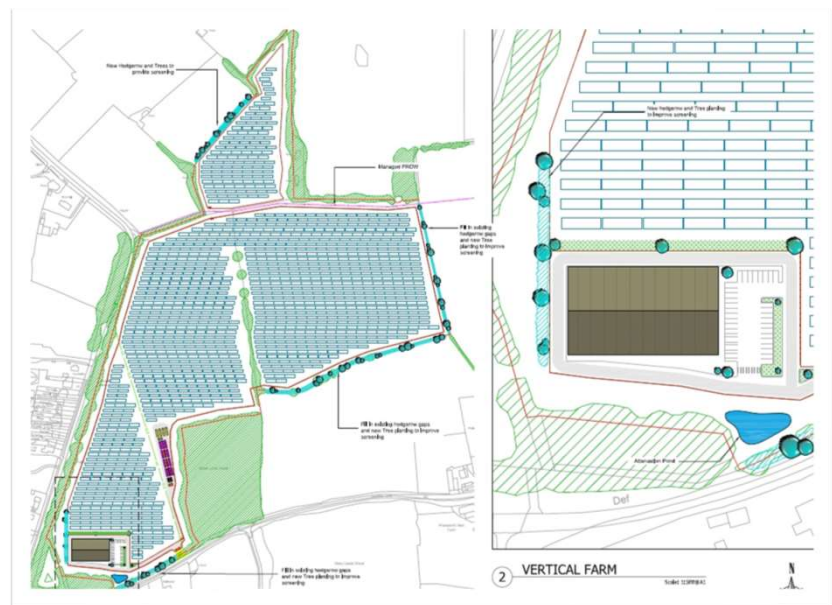 New Hedgerow and Trees to
provide screening
Managed PROW
Fill in existing
hedgerow gaps
and new Tree
planting to improve
screening
Fill in existing hedgerow gaps
and new Tree planting to improve
screening
Fill in existing hedgerow gaps
and new Tree planting to improve
screening
New Hedgerow and Tree planting
to improve screening
Attenuation Pond
Def
2
VERTICAL FARM
N